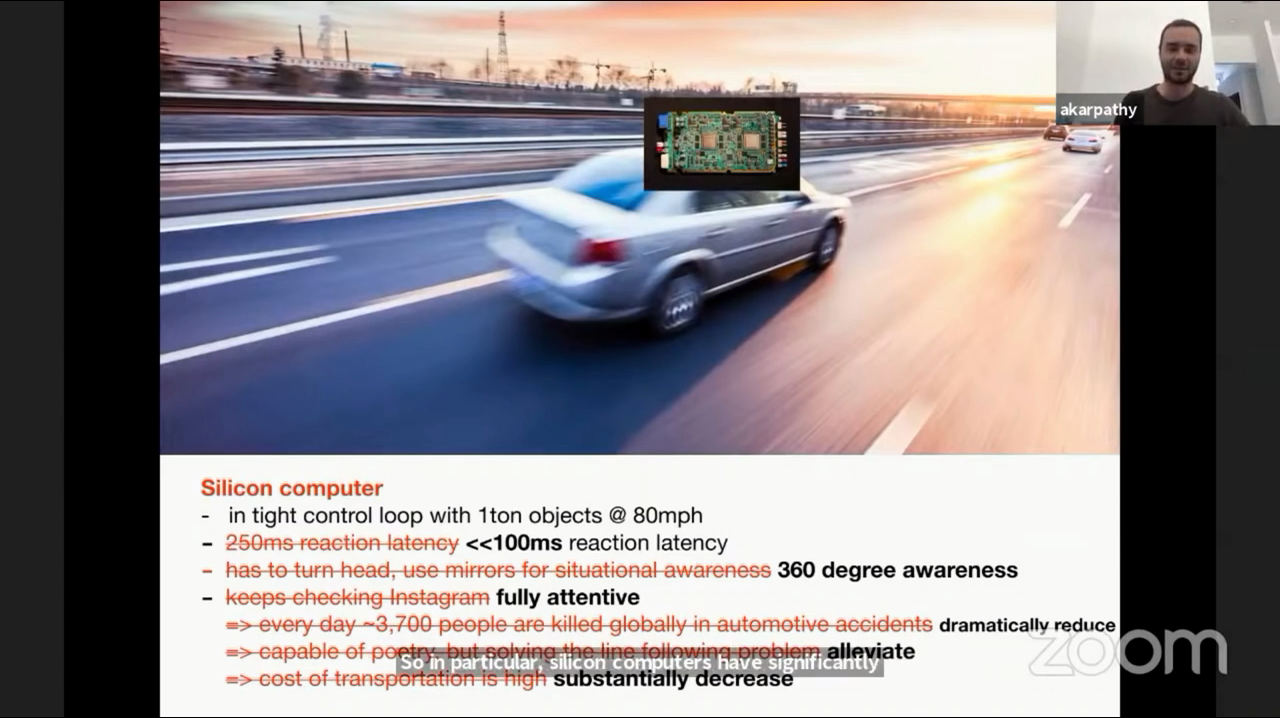 akarpathy
Silicon computer
- in tight control loop with 1ton objects @ 80mph
- 250ms reaction latency <<100ms reaction latency
- has to turn head, use mirrors for situational awareness 360 degree awareness
- keeps checking Instagram fully attentive
=> every day ~3,700 people are killed globally in automotive accidents dramatically reduce
=> capable of poetry, but solving the line following problem alleviate
So in particular, silicon computers have significantly
=> cost of transportation is high substantially decrease
zoom